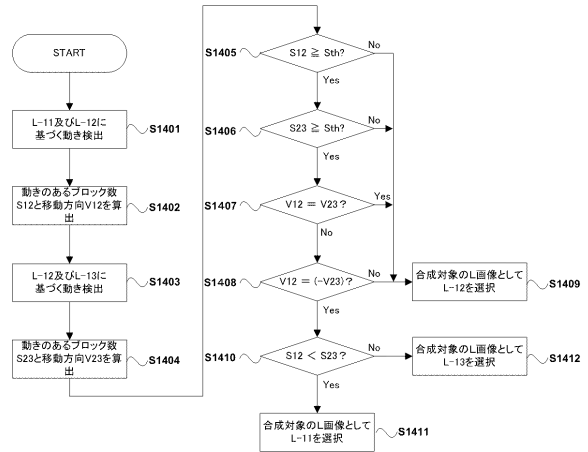 START
L-11及びL-12に
基づく動き検出
S1401
動きのあるブロック数
S12と移動方向V12を算
出
S1402
L-12及びL-13に
基づく動き検出
S1403
動きのあるブロック数
S23と移動方向V23を算
出
S1404
S1405
S12 ≧ Sth?
No
Yes
S1406
S23 ≧ Sth?
No
Yes
S1407
V12 = V23?
Yes
No
S1408
V12 = (-V23)?
No
Yes
合成対象のL画像として
L-12を選択
S1409
S1410
S12 < S23?
No
Yes
合成対象のL画像として
L-13を選択
S1412
合成対象のL画像として
L-11を選択
S1411